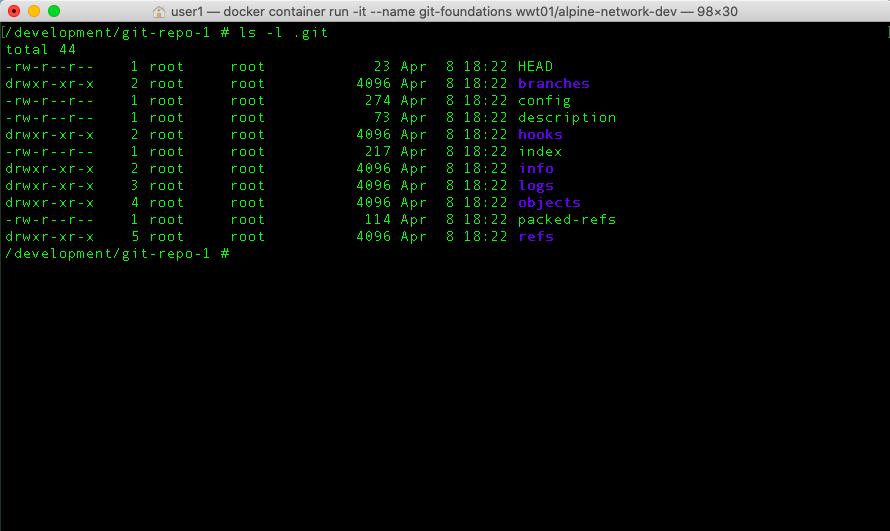 user1 — docker container run -it --name git-foundations wwt01/alpine-network-dev — 98×30
[/development/git-repo-1 # ls -l .git ]
total 44
-rw-r--r--    1 root     root            23 Apr  8 18:22 HEAD
drwxr-xr-x    2 root     root          4096 Apr  8 18:22 branches
-rw-r--r--    1 root     root           274 Apr  8 18:22 config
-rw-r--r--    1 root     root            73 Apr  8 18:22 description
drwxr-xr-x    2 root     root          4096 Apr  8 18:22 hooks
-rw-r--r--    1 root     root           217 Apr  8 18:22 index
drwxr-xr-x    2 root     root          4096 Apr  8 18:22 info
drwxr-xr-x    3 root     root          4096 Apr  8 18:22 logs
drwxr-xr-x    4 root     root          4096 Apr  8 18:22 objects
-rw-r--r--    1 root     root           114 Apr  8 18:22 packed-refs
drwxr-xr-x    5 root     root          4096 Apr  8 18:22 refs
/development/git-repo-1 #